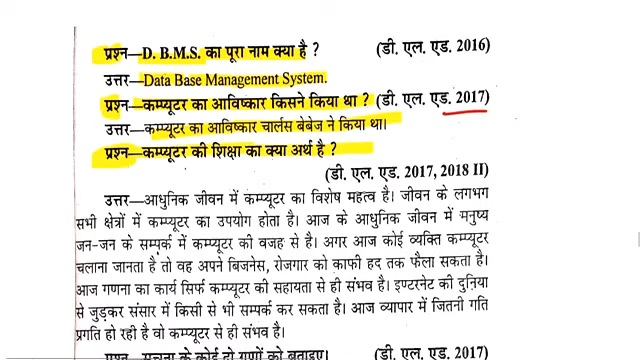 प्रश्न—D. B.M.S. का पूरा नाम क्या है ? (डी. एल. एड. 2016)
उत्तर—Data Base Management System.
प्रश्न—कम्प्यूटर का आविष्कार किसने किया था ? (डी. एल. एड. 2017)
उत्तर—कम्प्यूटर का आविष्कार चार्लस बेबेज ने किया था।
प्रश्न—कम्प्यूटर की शिक्षा का क्या अर्थ है ?
(डी. एल. एड. 2017, 2018 II)
उत्तर—आधुनिक जीवन में कम्प्यूटर का विशेष महत्व है। जीवन के लगभग
सभी क्षेत्रों में कम्प्यूटर का उपयोग होता है। आज के आधुनिक जीवन में मनुष्य
जन-जन के सम्पर्क में कम्प्यूटर की वजह से है। अगर आज कोई व्यक्ति कम्प्यूटर
चलाना जानता है तो वह अपने बिजनेस, रोजगार को काफी हद तक फैला सकता है।
आज गणना का कार्य सिर्फ कम्प्यूटर की सहायता से ही संभव है। इण्टरनेट की दुनिया
से जुड़कर संसार में किसी से भी सम्पर्क कर सकता है। आज व्यापार में जितनी गति
प्रगति हो रही है वो कम्प्यूटर से ही संभव है।
प्रश्न—सूचना के कोई दो गुणों को बताइए। (डी. एल. एड. 2017)